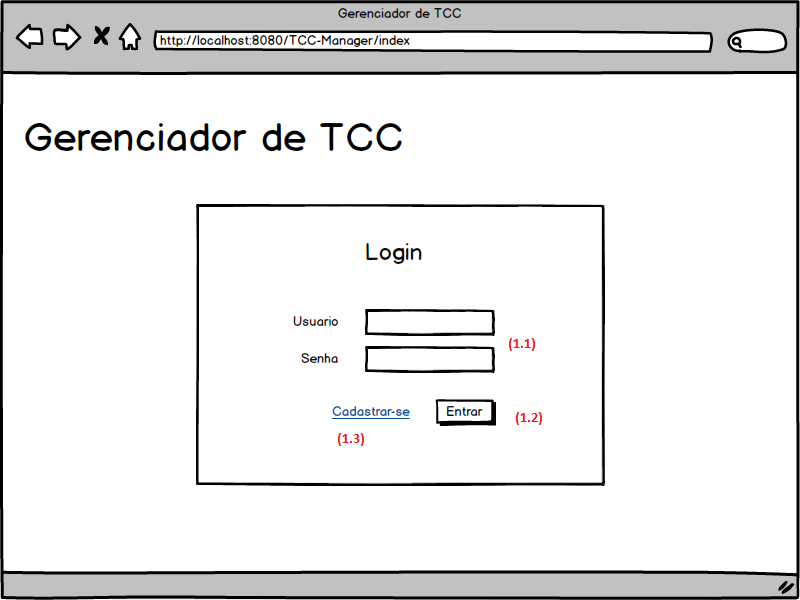 Gerenciador de TCC
http://localhost:8080/TCC-Manager/index
Gerenciador de TCC
Login
Usuario
(1.1)
Senha
Cadastrar-se
Entrar
(1.2)
(1.3)